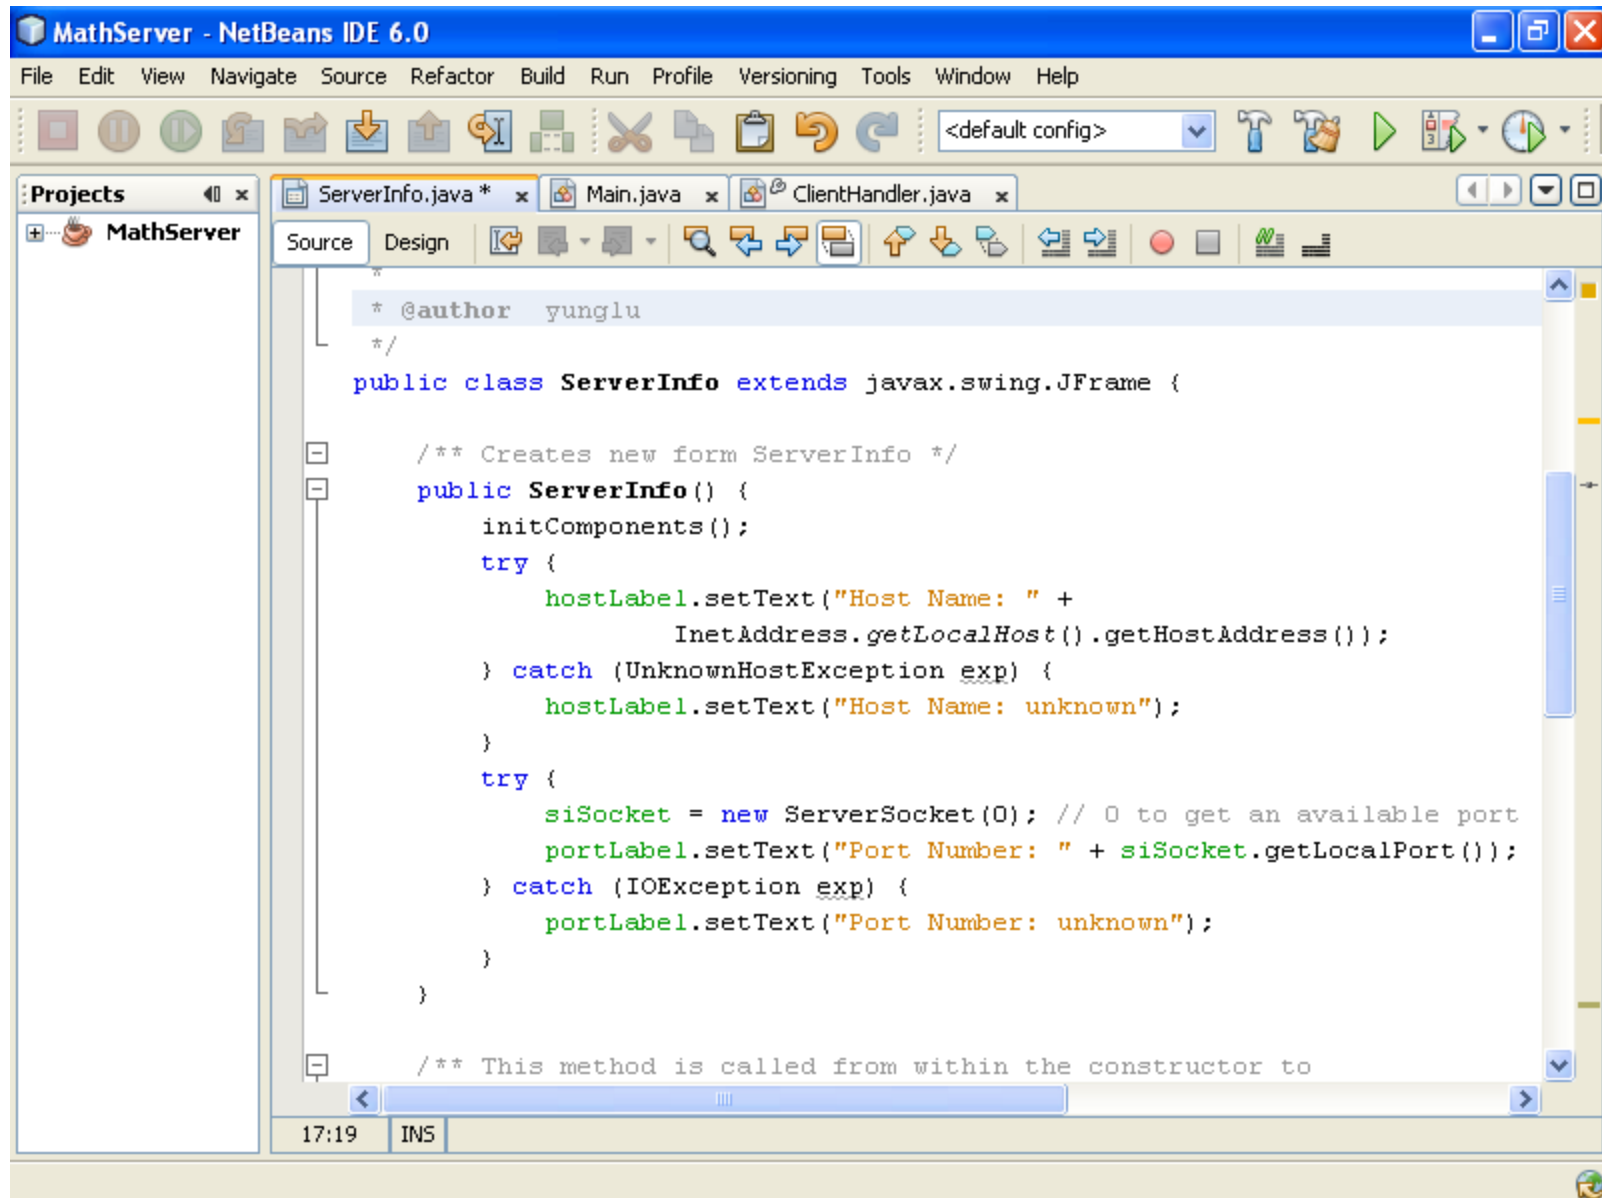 MathServer - NetBeans IDE 6.0
File Edit View Navigate Source Refactor Build Run Profile Versioning Tools Window Help
<default config>
Projects
ServerInfo.java * Main.java ClientHandler.java
MathServer
Source Design
*
* @author yunglu
*/
public class ServerInfo extends javax.swing.JFrame {
/** Creates new form ServerInfo */
public ServerInfo() {
initComponents();
try {
hostLabel.setText("Host Name: " +
InetAddress.getLocalHost().getHostAddress());
} catch (UnknownHostException exp) {
hostLabel.setText("Host Name: unknown");
}
try {
siSocket = new ServerSocket(0); // 0 to get an available port
portLabel.setText("Port Number: " + siSocket.getLocalPort());
} catch (IOException exp) {
portLabel.setText("Port Number: unknown");
}
}
/** This method is called from within the constructor to
17:19 INS